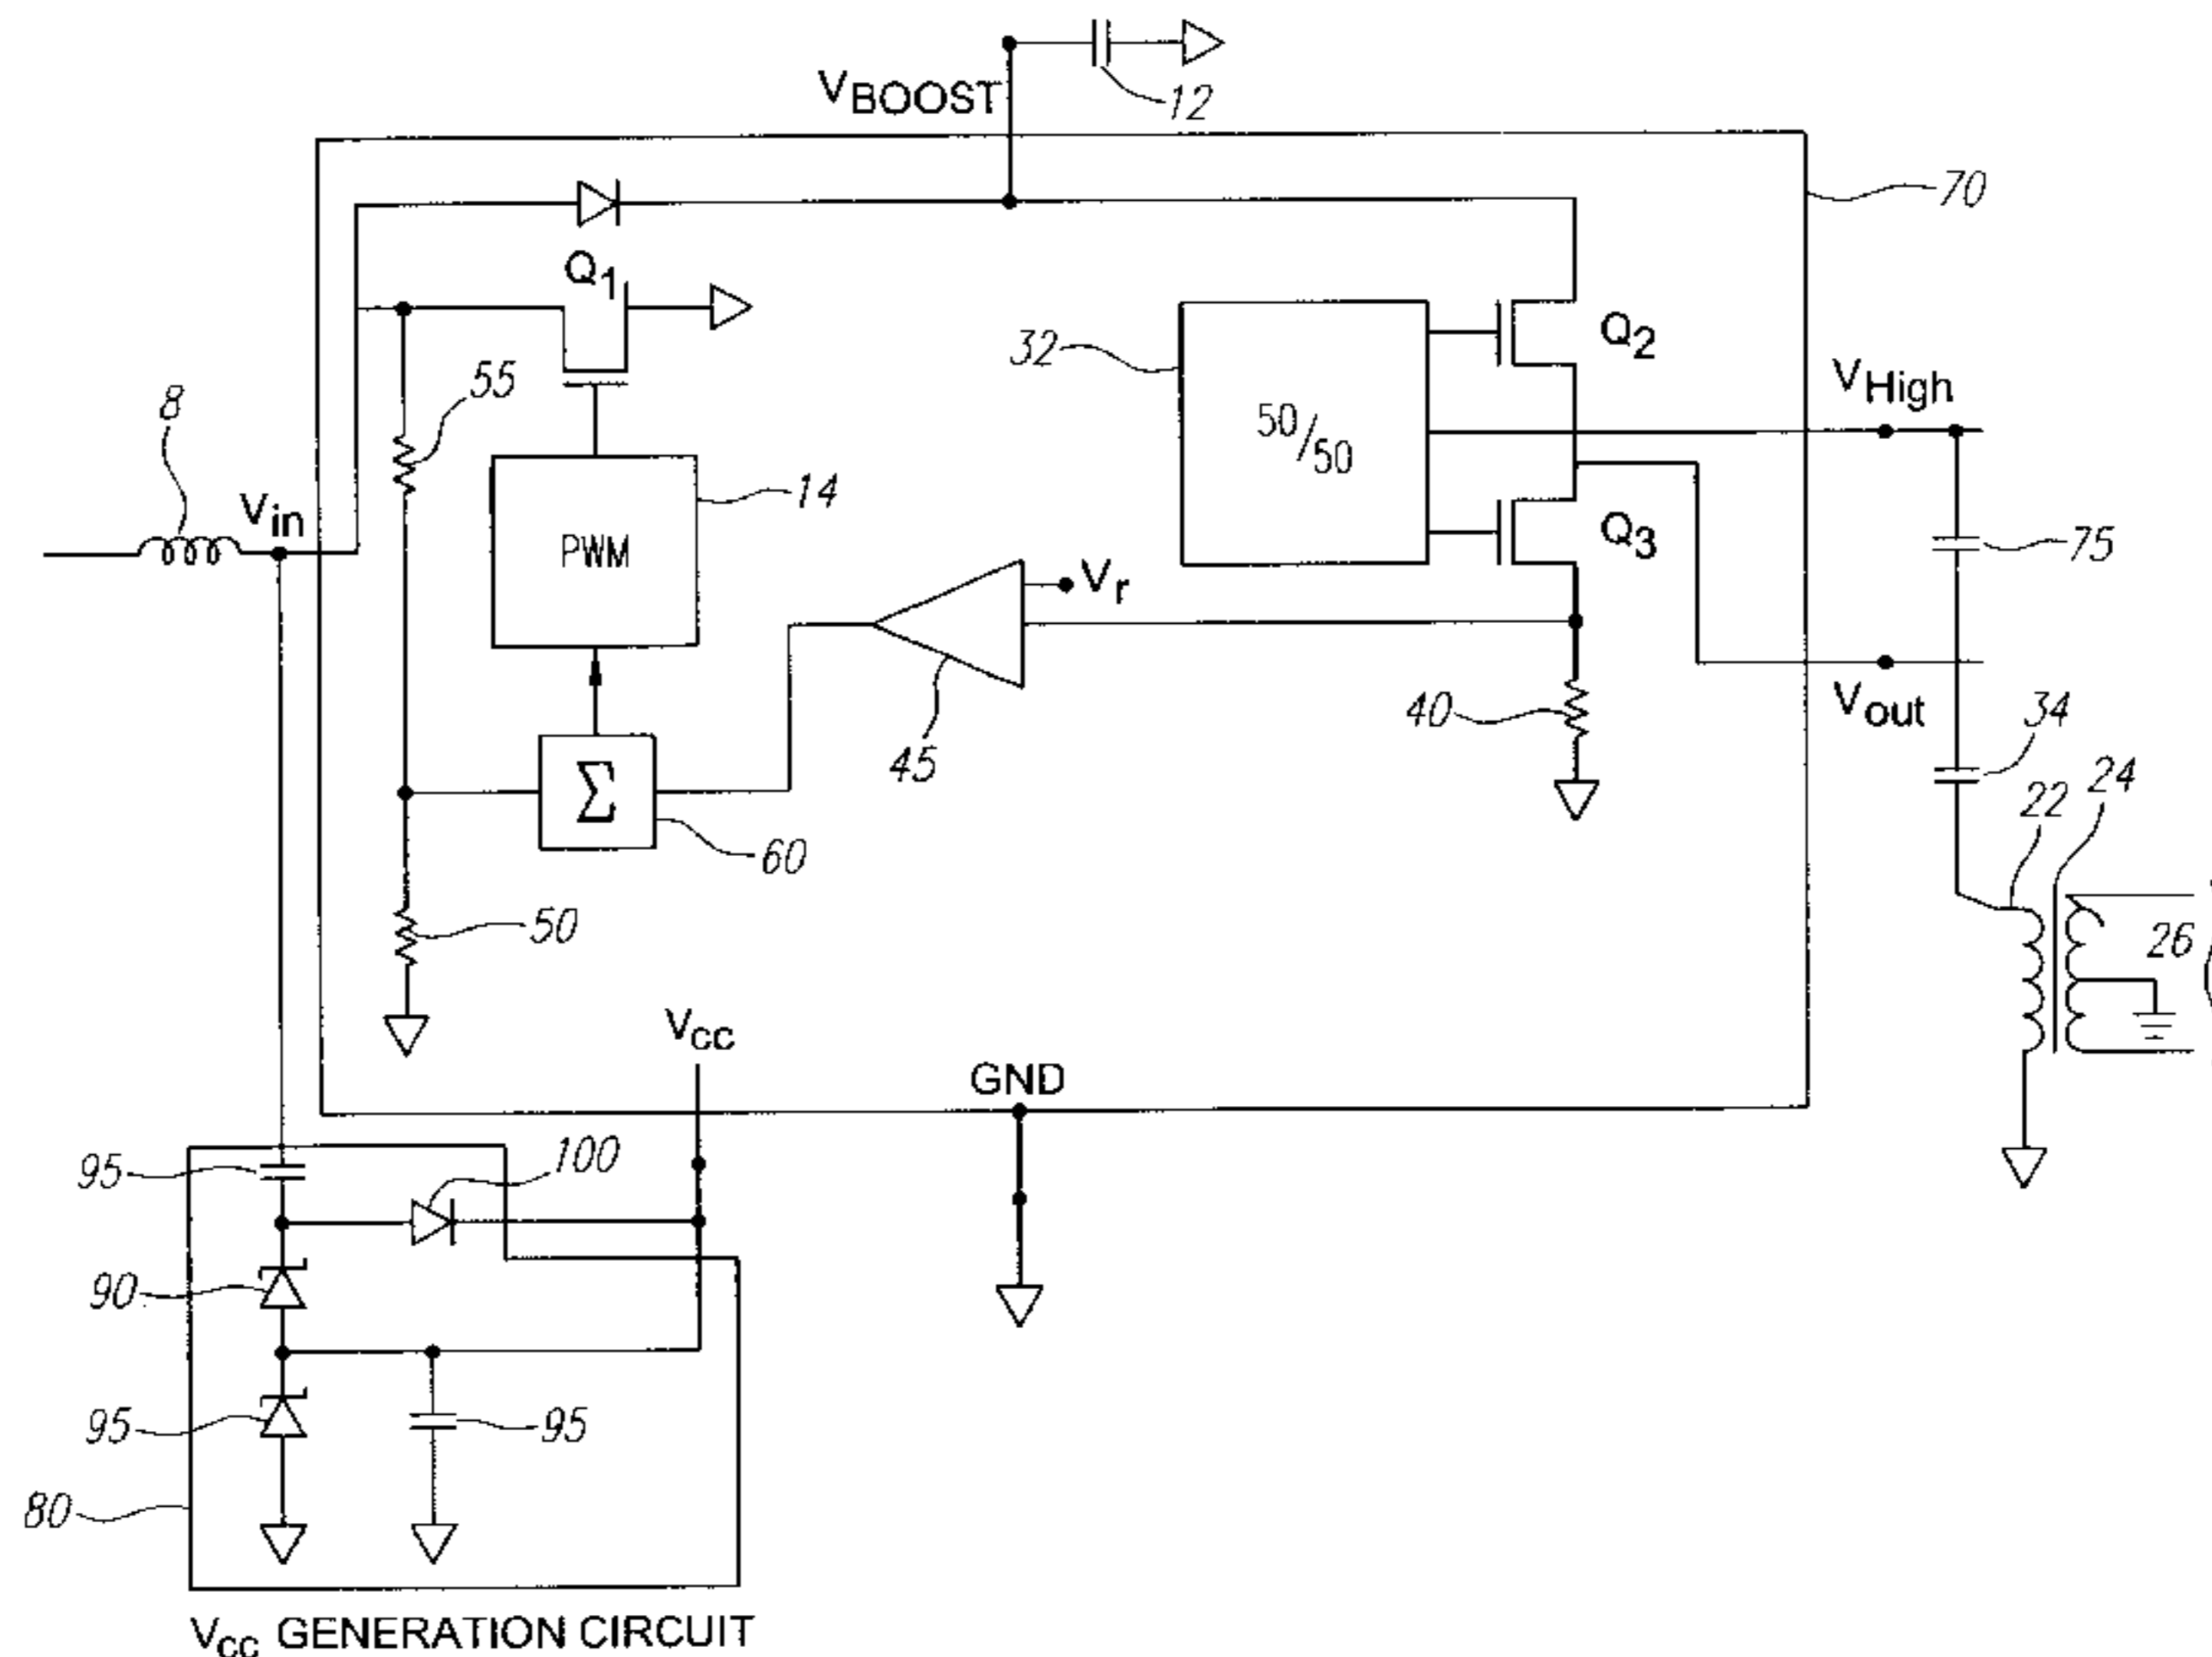 12
VBOOST
70
Q1
Q2
32
55
VHigh
8
50/50
Vin
14
Q3
75
PWM
Vr
40
Vout
34
45
24
22
Σ
60
50
26
Vcc
GND
100
95
90
95
95
80
Vcc GENERATION CIRCUIT